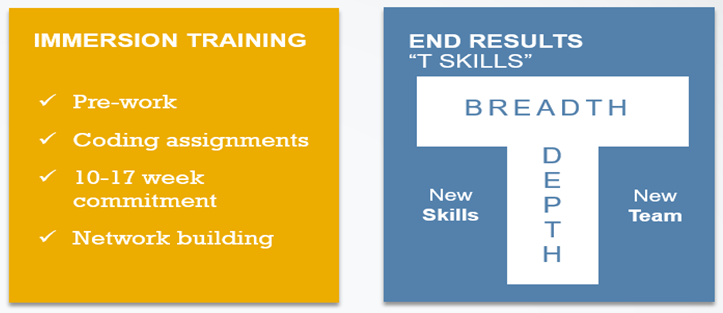 IMMERSION TRAINING
✓ Pre-work
✓ Coding assignments
✓ 10-17 week
commitment
✓ Network building
END RESULTS
“T SKILLS”
BREADTH
DEPTH
New
Skills
New
Team